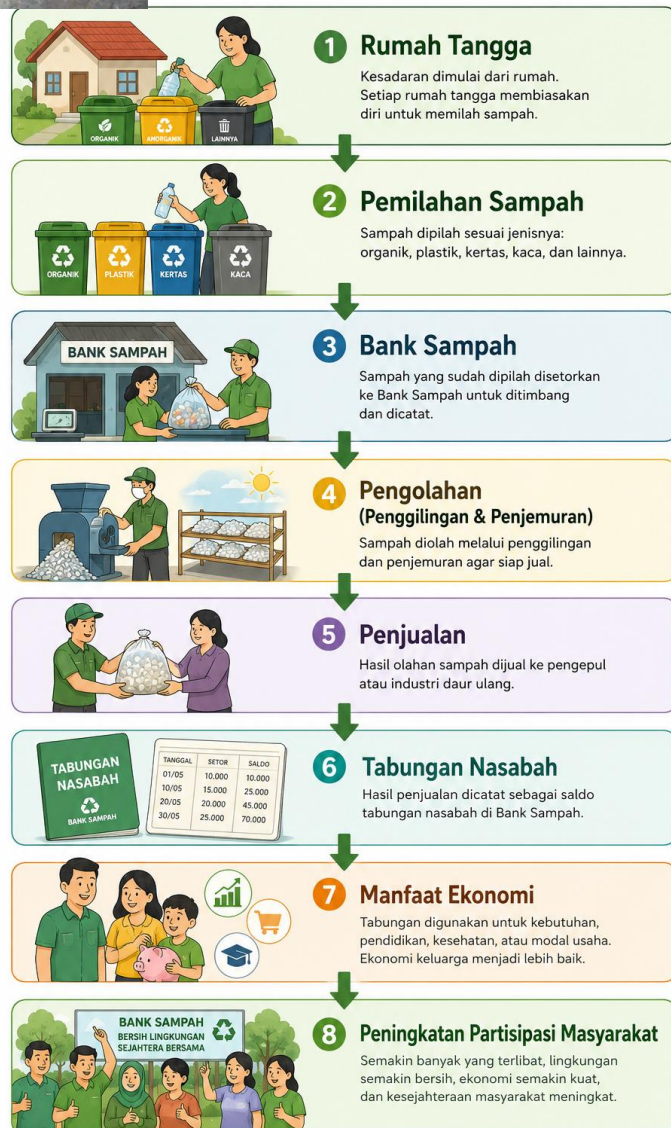 1 Rumah Tangga
Kesadaran dimulai dari rumah.
Setiap rumah tangga membiasakan
diri untuk memilah sampah.
ORGANIK
ANORGANIK
LAINNYA
2 Pemilahan Sampah
Sampah dipilah sesuai jenisnya:
organik, plastik, kertas, kaca, dan lainnya.
ORGANIK
PLASTIK
KERTAS
KACA
BANK SAMPAH
3 Bank Sampah
Sampah yang sudah dipilah disetorkan
ke Bank Sampah untuk ditimbang
dan dicatat.
4 Pengolahan
(Penggilingan & Penjemuran)
Sampah diolah melalui penggilingan
dan penjemuran agar siap jual.
5 Penjualan
Hasil olahan sampah dijual ke pengepul
atau industri daur ulang.
TABUNGAN
NASABAH
BANK SAMPAH
TANGGAL SETOR SALDO
01/05 10.000 10.000
10/05 15.000 25.000
20/05 20.000 45.000
30/05 25.000 70.000
6 Tabungan Nasabah
Hasil penjualan dicatat sebagai saldo
tabungan nasabah di Bank Sampah.
7 Manfaat Ekonomi
Tabungan digunakan untuk kebutuhan,
pendidikan, kesehatan, atau modal usaha.
Ekonomi keluarga menjadi lebih baik.
BANK SAMPAH
BERSIH LINGKUNGAN
SEJAHTERA BERSAMA
8 Peningkatan Partisipasi Masyarakat
Semakin banyak yang terlibat, lingkungan
semakin bersih, ekonomi semakin kuat,
dan kesejahteraan masyarakat meningkat.